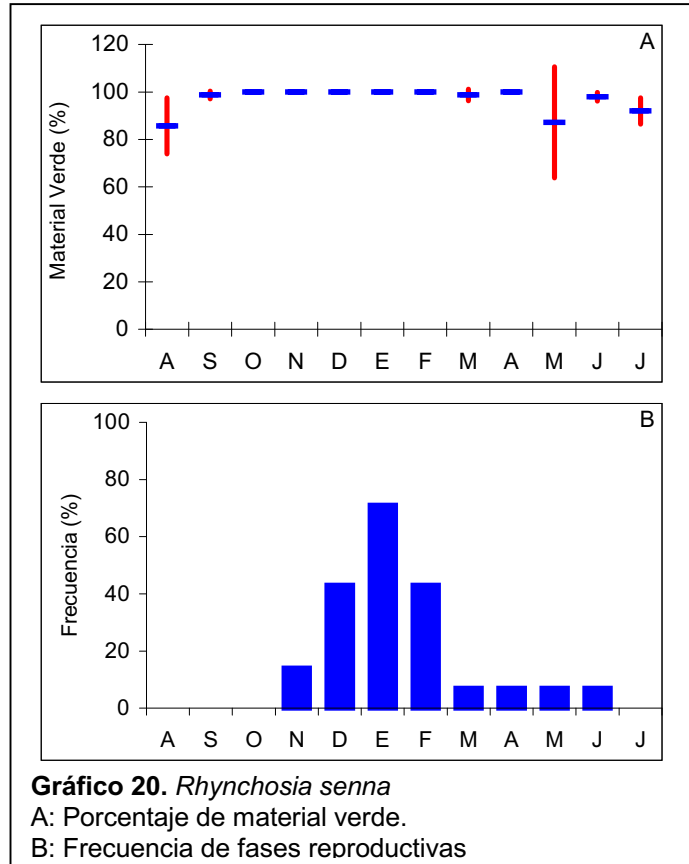 A
Material Verde (%)
120
100
80
60
40
20
0
A S O N D E F M A M J J
B
Frecuencia (%)
100
80
60
40
20
0
A S O N D E F M A M J J
Gráfico 20. Rhynchosia senna
A: Porcentaje de material verde.
B: Frecuencia de fases reproductivas